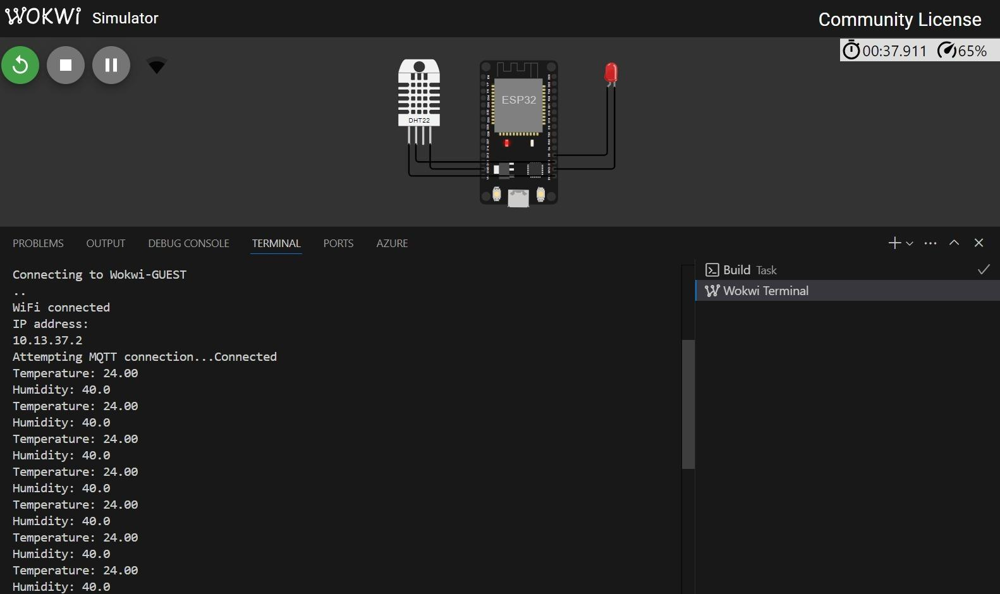 WOKWi Simulator
Community License
00:37.911 65%
ESP32
DHT22
PROBLEMS OUTPUT DEBUG CONSOLE TERMINAL PORTS AZURE
Connecting to Wokwi-GUEST
..
WiFi connected
IP address:
10.13.37.2
Attempting MQTT connection...Connected
Temperature: 24.00
Humidity: 40.0
Temperature: 24.00
Humidity: 40.0
Temperature: 24.00
Humidity: 40.0
Temperature: 24.00
Humidity: 40.0
Temperature: 24.00
Humidity: 40.0
Temperature: 24.00
Humidity: 40.0
Temperature: 24.00
Humidity: 40.0
Build Task
Wokwi Terminal